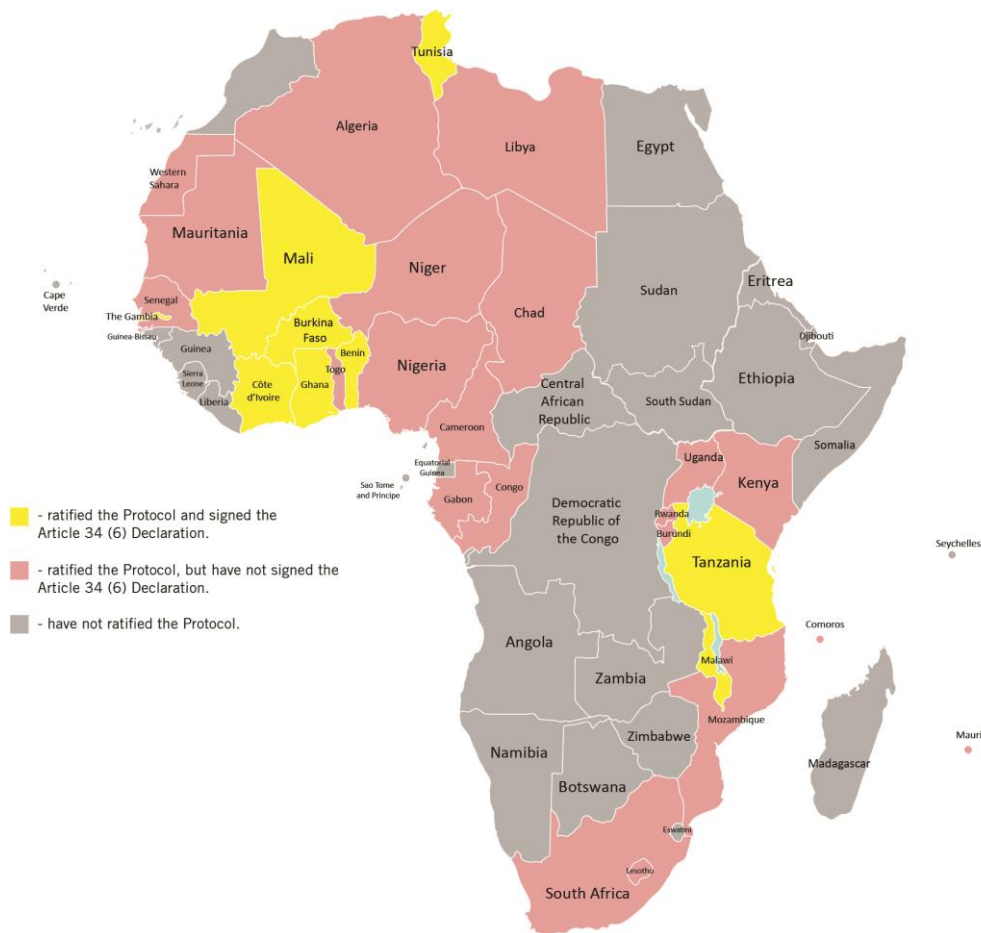 Tunisia
Algeria
Libya
Egypt
Western
Sahara
Mauritania
Mali
Niger
Chad
Sudan
Eritrea
Cape
Verde
Senegal
The Gambia
Guinea-Bissau
Guinea
Sierra
Leone
Liberia
Côte
d'Ivoire
Burkina
Faso
Ghana
Togo
Benin
Nigeria
Cameroon
Central
African
Republic
South Sudan
Ethiopia
Djibouti
Somalia
Equatorial
Guinea
Sao Tome
and Principe
Gabon
Congo
Democratic
Republic of
the Congo
Uganda
Kenya
Rwanda
Burundi
Tanzania
Seychelles
Comoros
Angola
Zambia
Malawi
Mozambique
Zimbabwe
Namibia
Botswana
Madagascar
Mauri
Eswatini
Lesotho
South Africa
- ratified the Protocol and signed the
Article 34 (6) Declaration.
- ratified the Protocol, but have not signed the
Article 34 (6) Declaration.
- have not ratified the Protocol.